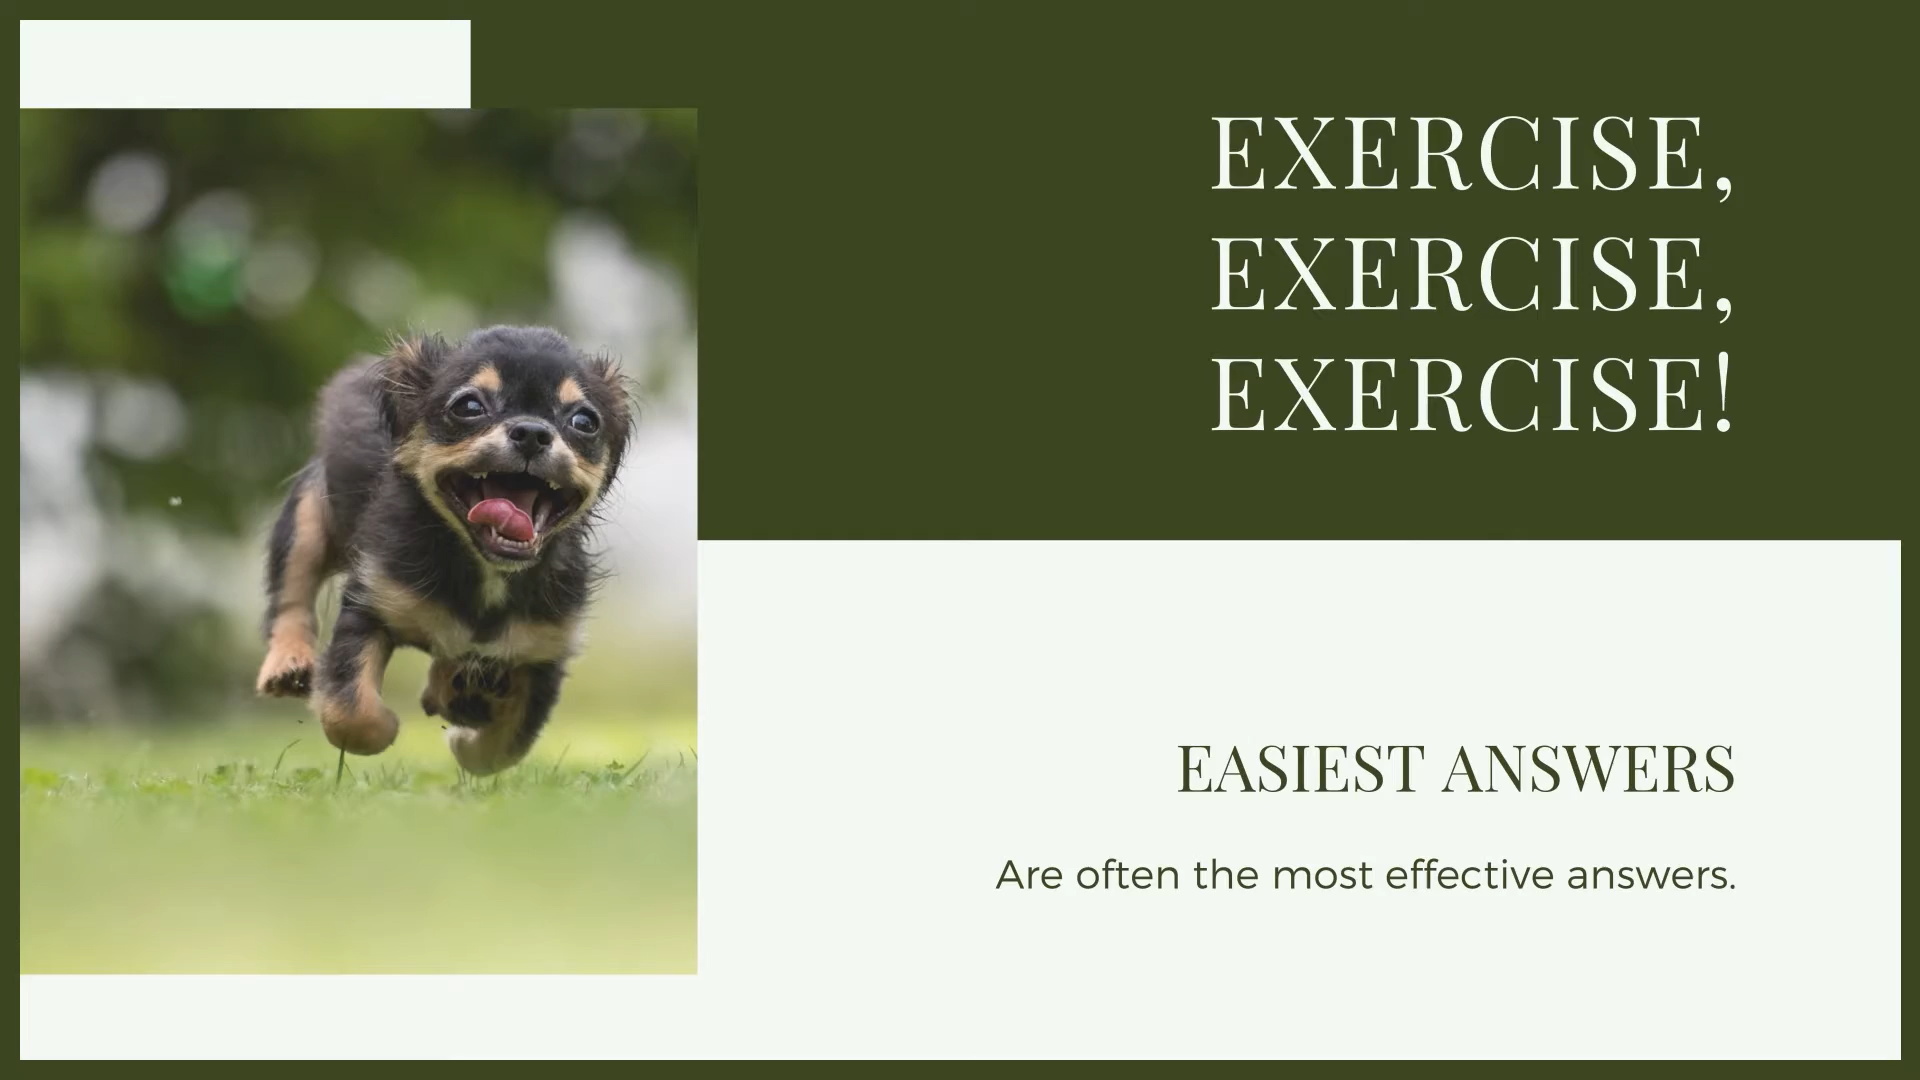 EXERCISE,
EXERCISE,
EXERCISE!
EASIEST ANSWERS
Are often the most effective answers.